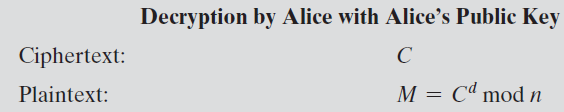 Decryption by Alice with Alice's Public Key
Ciphertext: C
Plaintext: M = C^d mod n